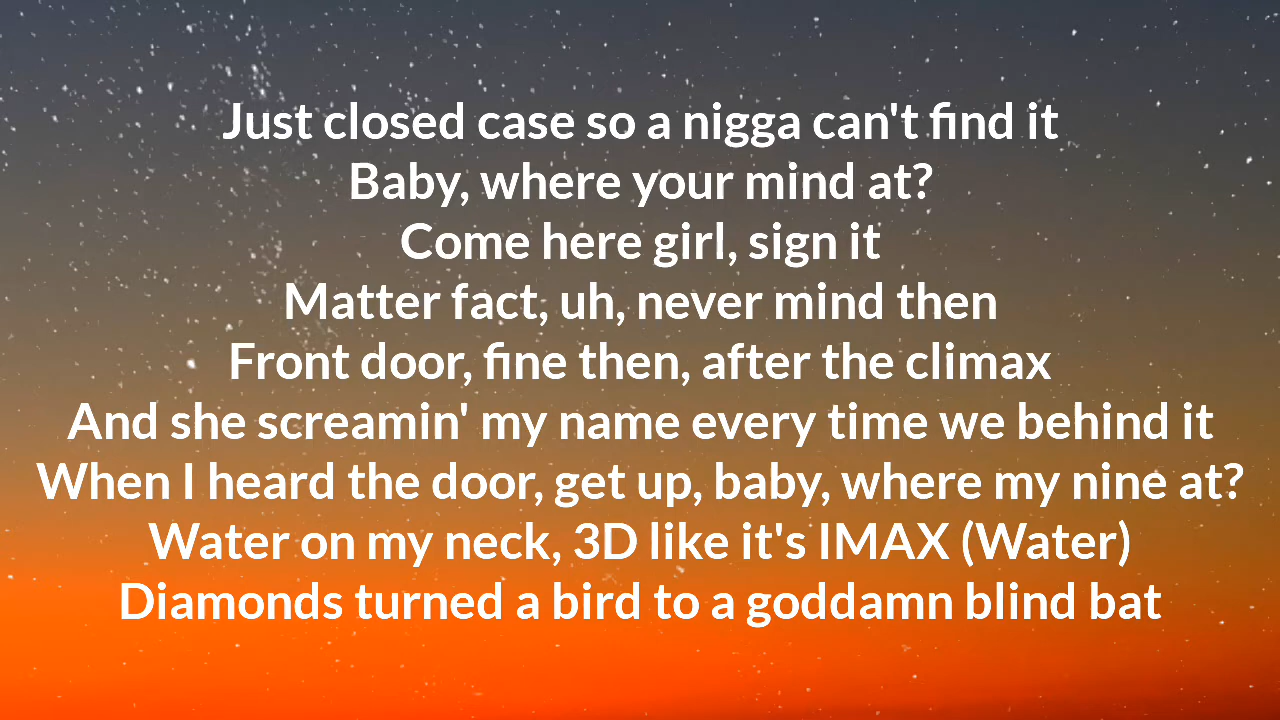 Just closed case so a nigga can't find it
Baby, where your mind at?
Come here girl, sign it
Matter fact, uh, never mind then
Front door, fine then, after the climax
And she screamin' my name every time we behind it
When I heard the door, get up, baby, where my nine at?
Water on my neck, 3D like it's IMAX (Water)
Diamonds turned a bird to a goddamn blind bat